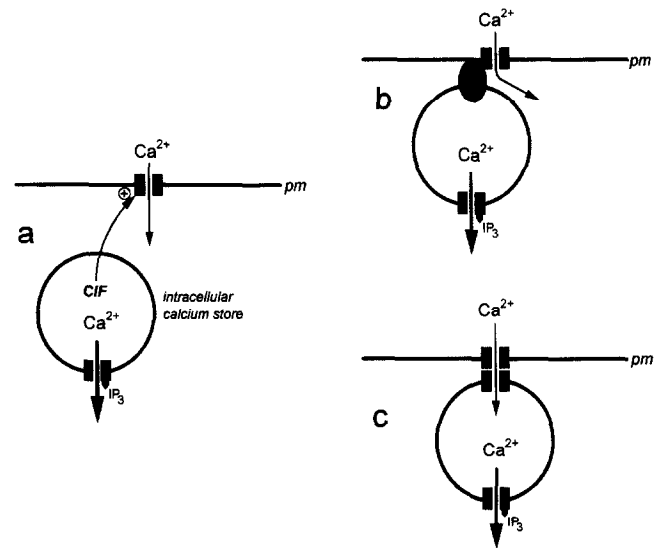 a
Ca²⁺
pm
CIF
Ca²⁺
intracellular
calcium store
IP₃
b
Ca²⁺
pm
Ca²⁺
IP₃
c
Ca²⁺
pm
Ca²⁺
IP₃